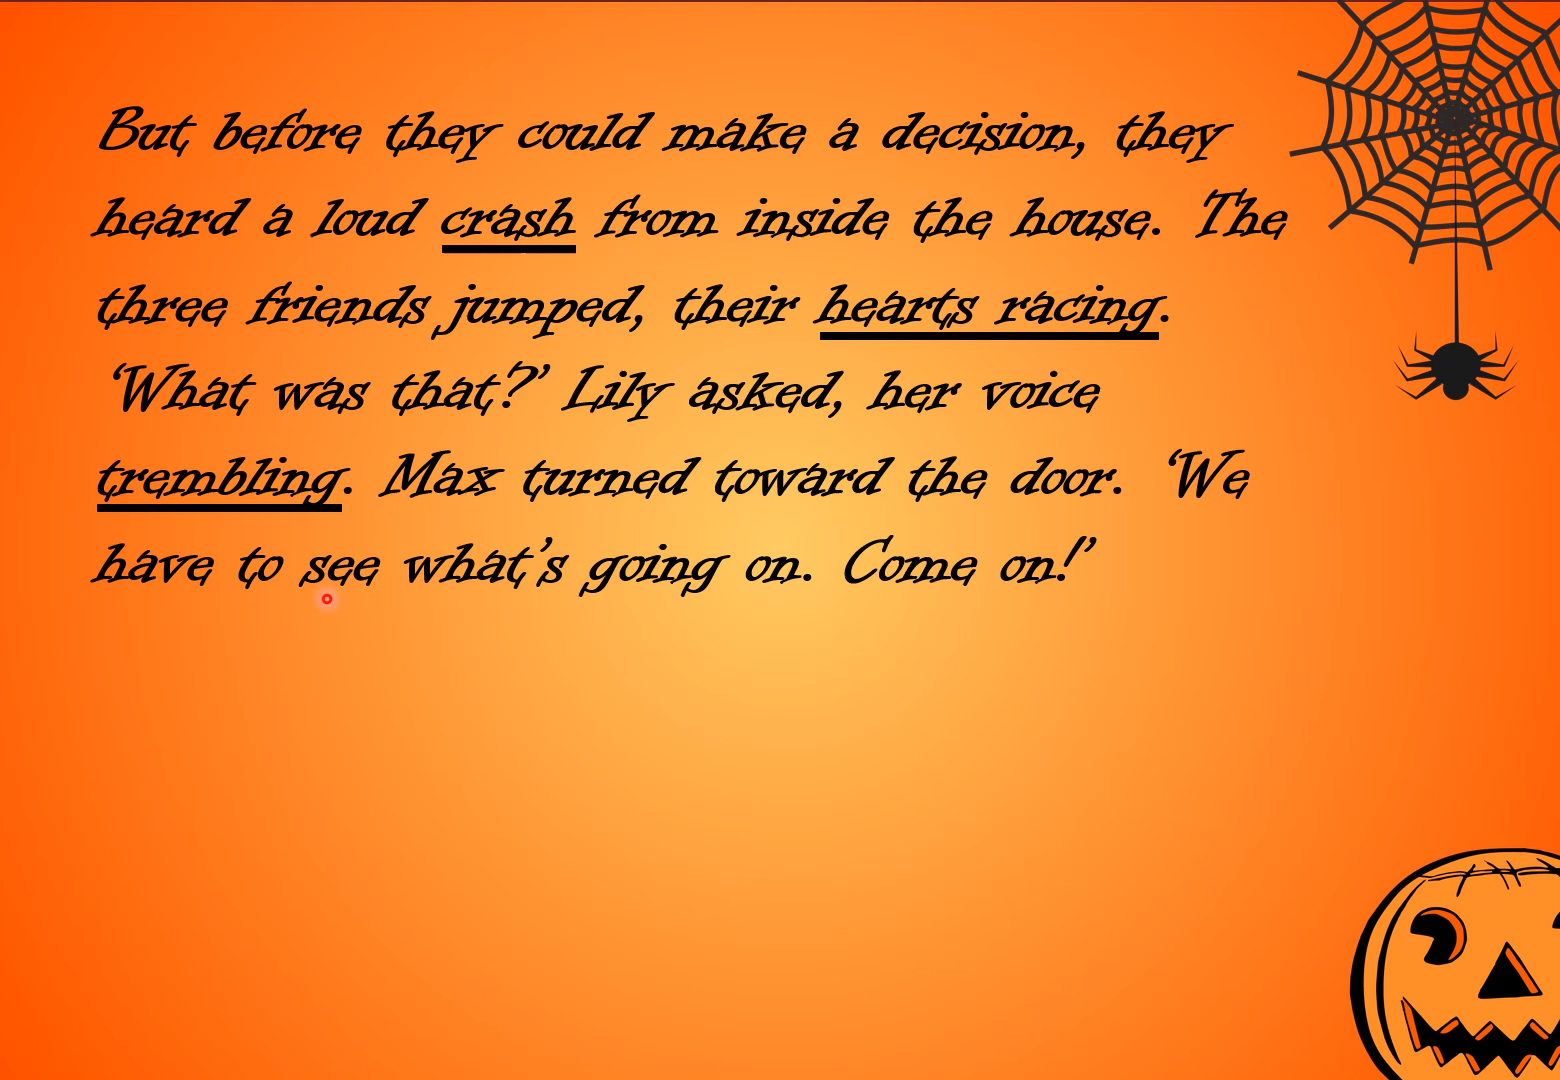 But before they could make a decision, they
heard a loud crash from inside the house. The
three friends jumped, their hearts racing.
‘What was that?’ Lily asked, her voice
trembling. Max turned toward the door. ‘We
have to see what’s going on. Come on!’